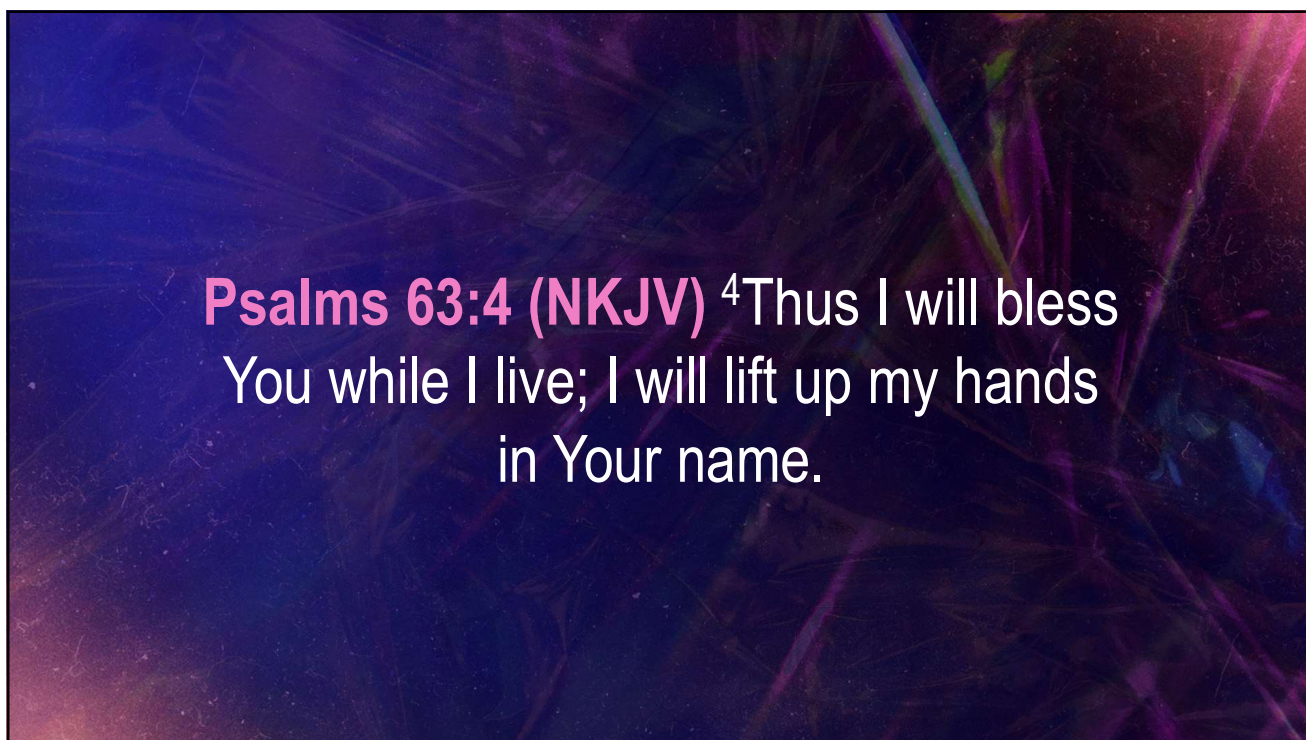 Psalms 63:4 (NKJV) ⁴Thus I will bless
You while I live; I will lift up my hands
in Your name.